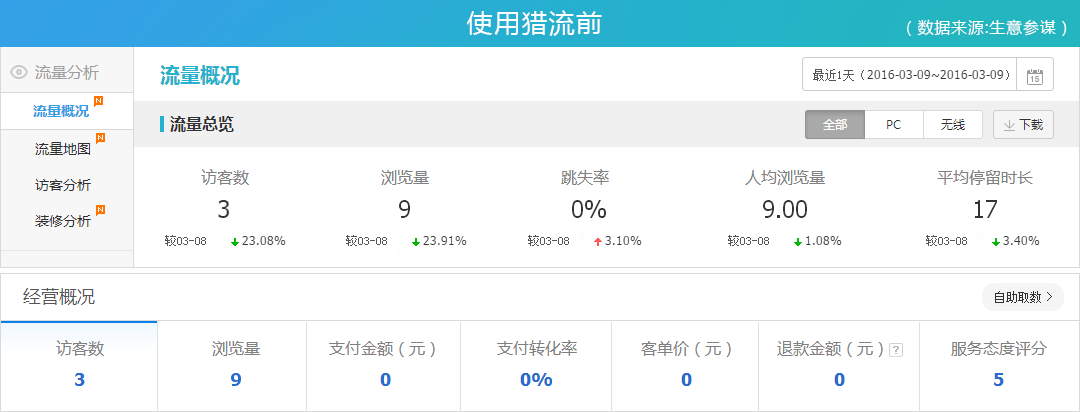 使用猎流前
（数据来源:生意参谋）
流量分析
流量概况
N
流量地图
N
访客分析
装修分析
N
流量概况
最近1天（2016-03-09~2016-03-09）
15
流量总览
全部 PC 无线 下载
访客数 浏览量 跳失率 人均浏览量 平均停留时长
3 9 0% 9.00 17
较03-08 23.08% 较03-08 23.91% 较03-08 3.10% 较03-08 1.08% 较03-08 3.40%
经营概况
自助取数 >
访客数 浏览量 支付金额（元） 支付转化率 客单价（元） 退款金额（元） ? 服务态度评分
3 9 0 0% 0 0 5